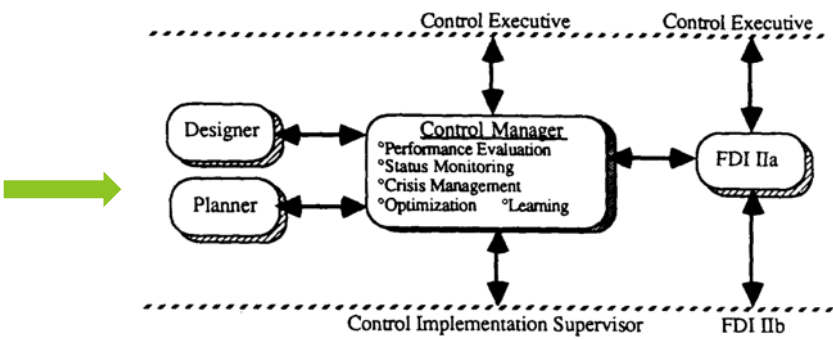 Control Executive
Control Executive
Designer
Control Manager
°Performance Evaluation
°Status Monitoring
°Crisis Management
°Optimization °Learning
FDI IIa
Planner
Control Implementation Supervisor
FDI IIb